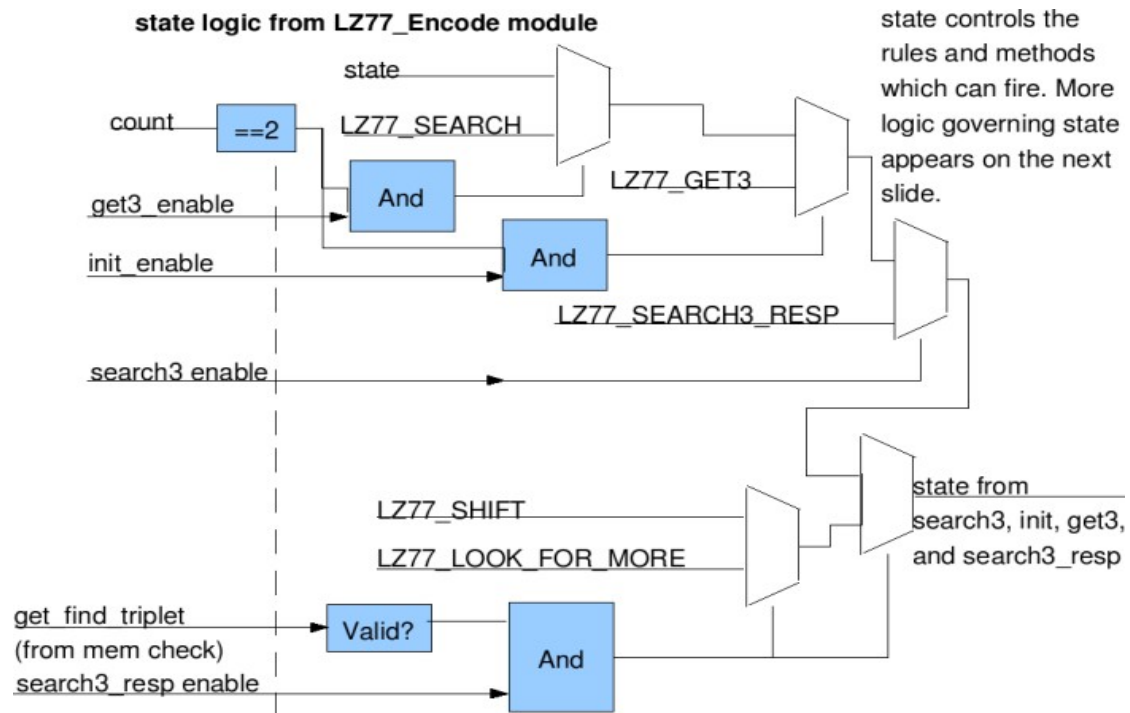 state logic from LZ77_Encode module
state controls the
rules and methods
which can fire. More
logic governing state
appears on the next
slide.
state
count
==2
LZ77_SEARCH
And
LZ77_GET3
get3_enable
And
init_enable
LZ77_SEARCH3_RESP
search3 enable
LZ77_SHIFT
state from
search3, init, get3,
and search3_resp
LZ77_LOOK_FOR_MORE
get_find_triplet
(from mem check)
Valid?
And
search3_resp enable